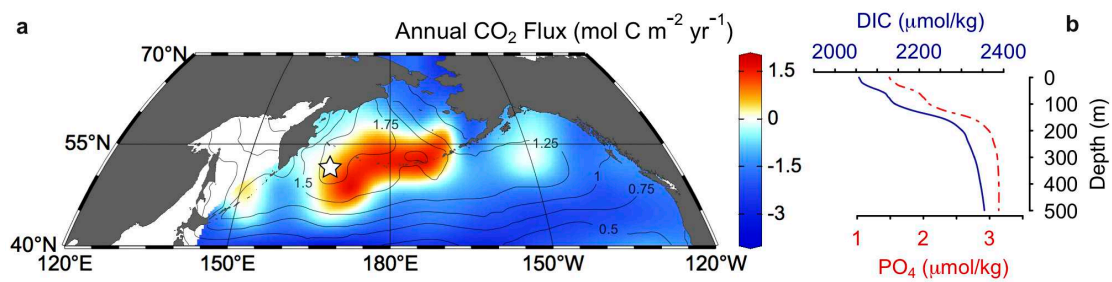 a
Annual CO₂ Flux (mol C m⁻² yr⁻¹)
70°N
55°N
40°N
120°E
150°E
180°E
150°W
120°W
1.75
1.5
1.25
1
0.75
0.5
1.5
0
−1.5
−3
b
DIC (μmol/kg)
2000 2200 2400
0
100
200
300
400
500
Depth (m)
1 2 3
PO₄ (μmol/kg)